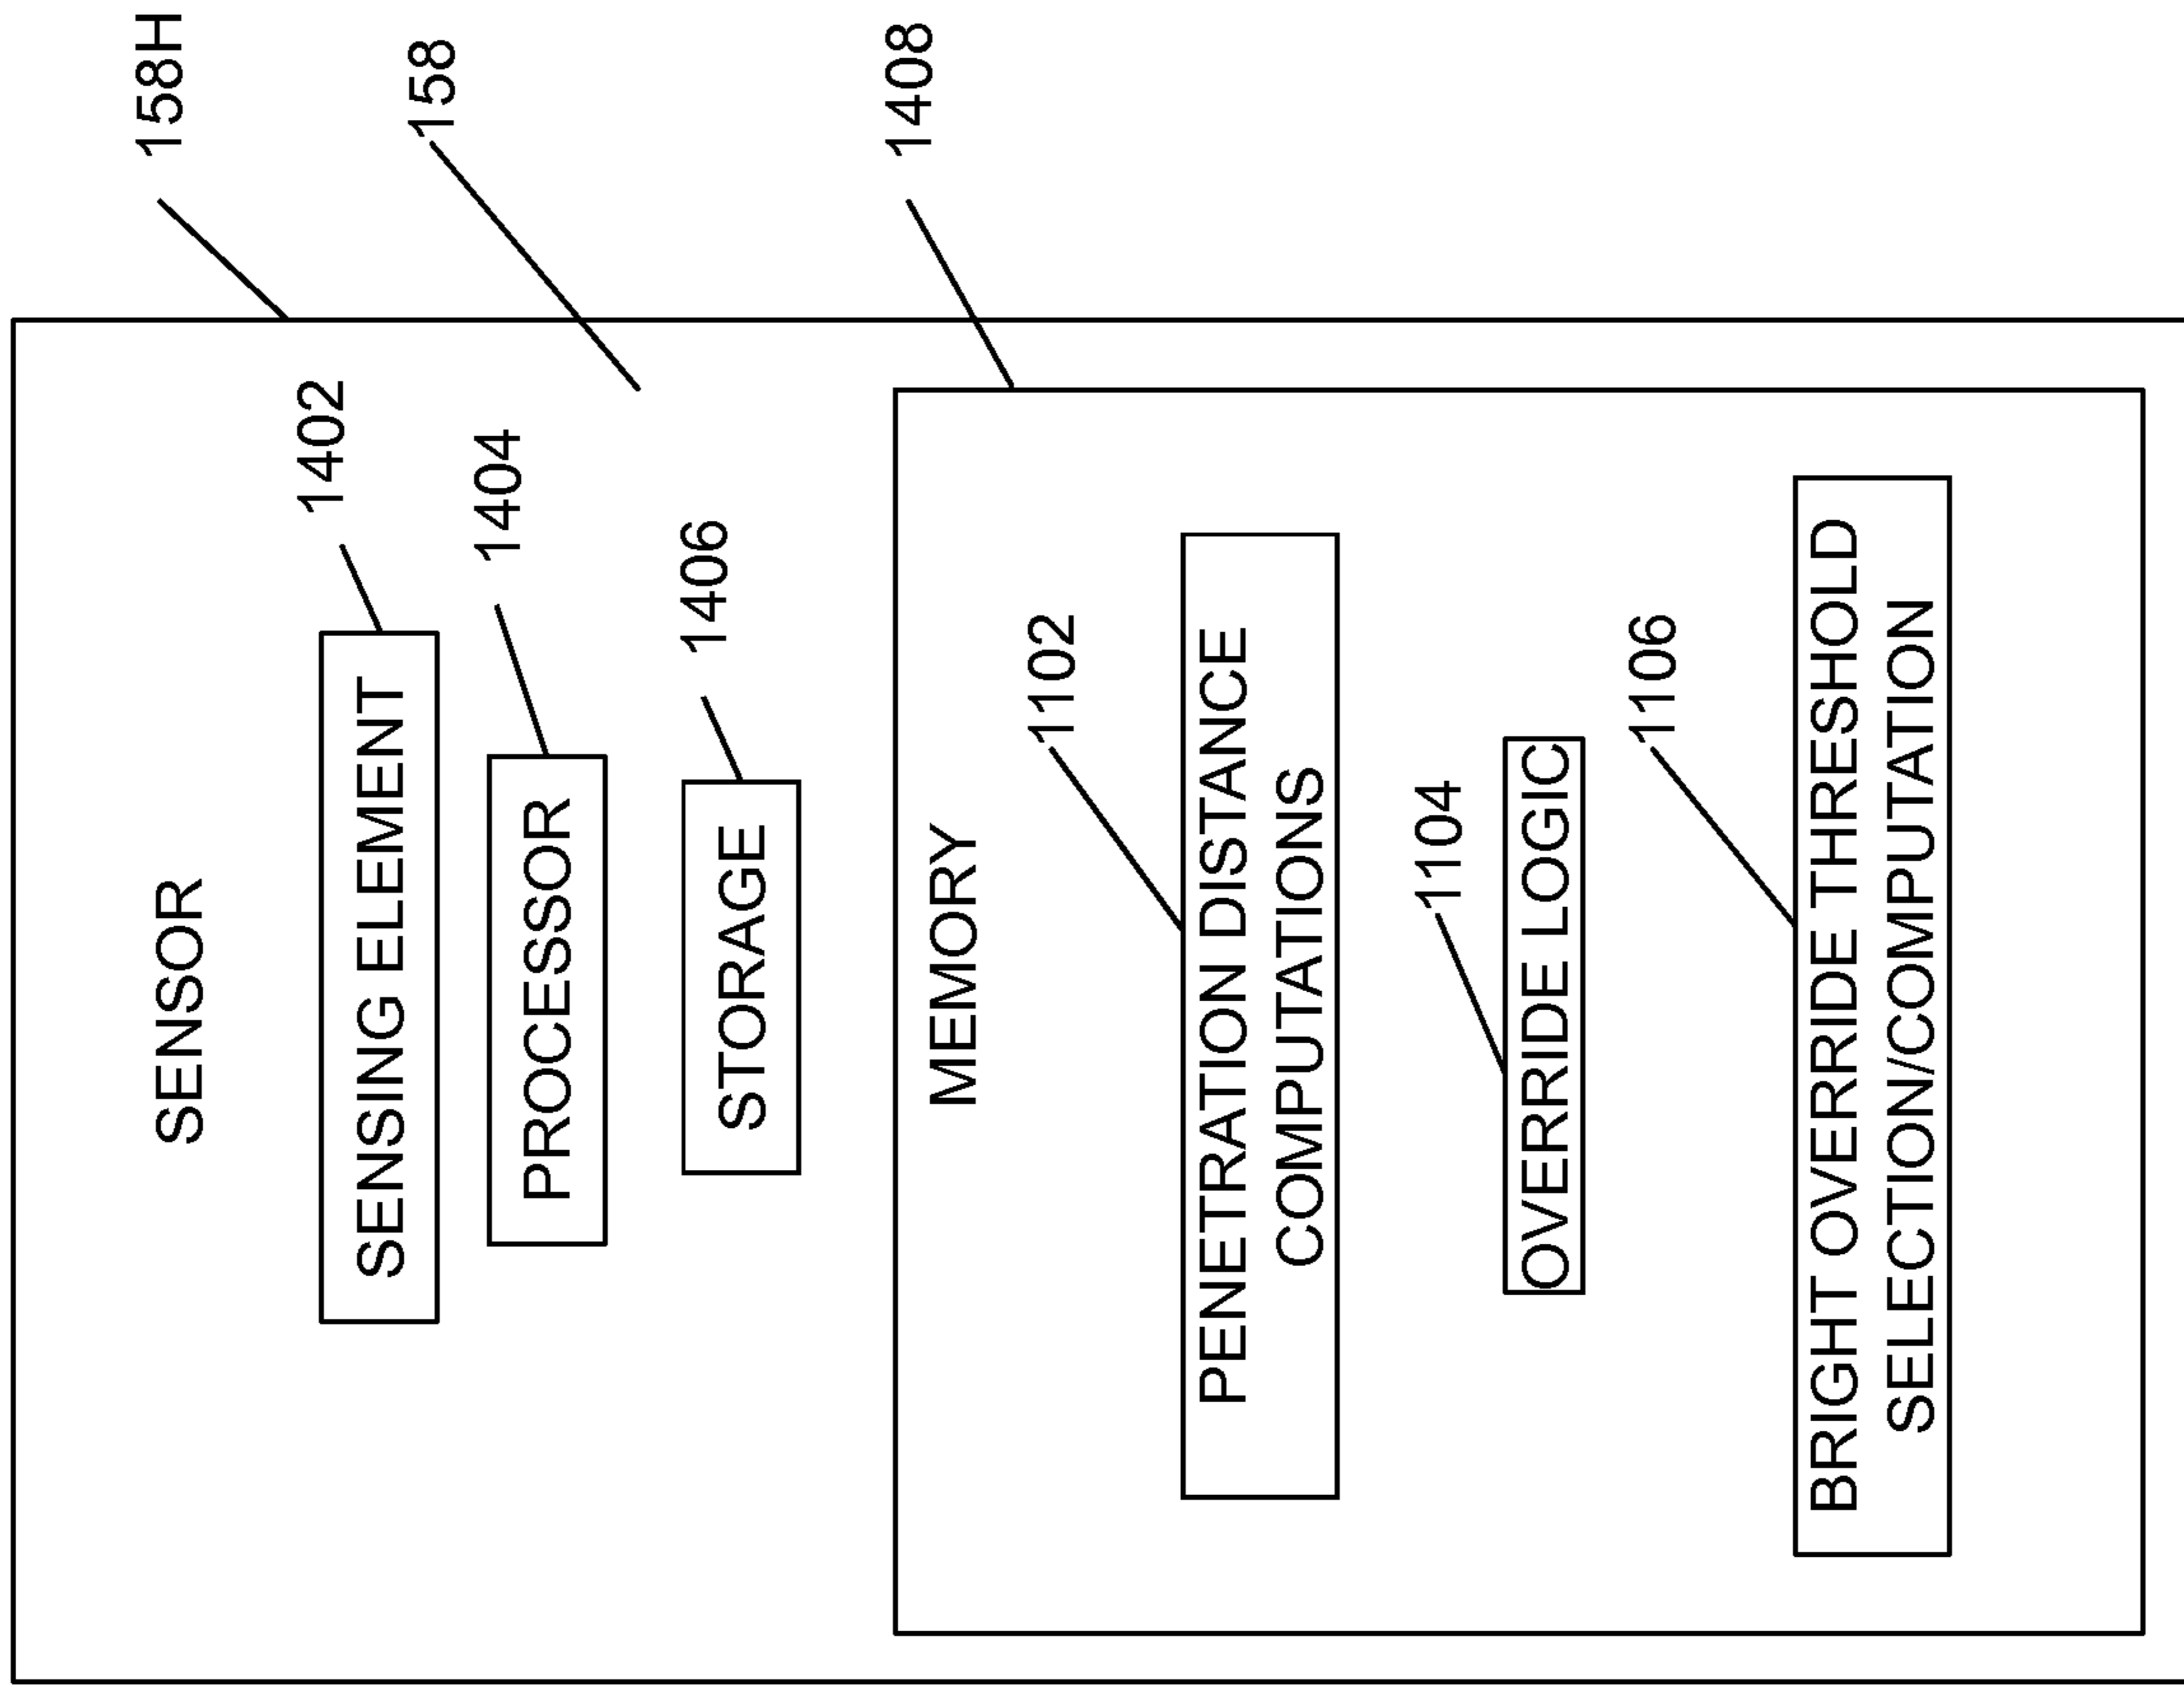 158H
SENSOR
158
1402
SENSING ELEMENT
1404
PROCESSOR
1406
STORAGE
1408
MEMORY
1102
PENETRATION DISTANCE
COMPUTATIONS
1104
OVERRIDE LOGIC
1106
BRIGHT OVERRIDE THRESHOLD
SELECTION/COMPUTATION